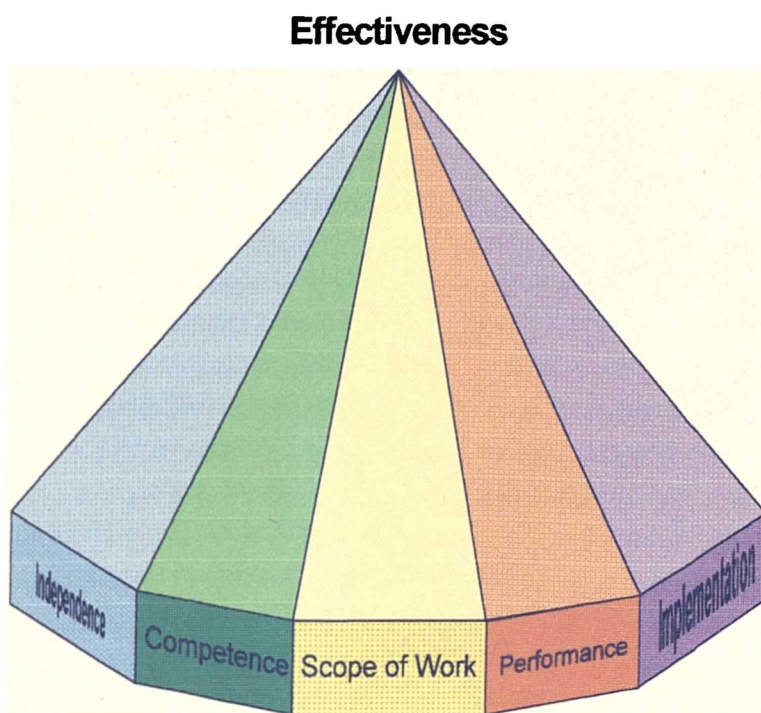 Effectiveness
Independence
Competence
Scope of Work
Performance
Implementation